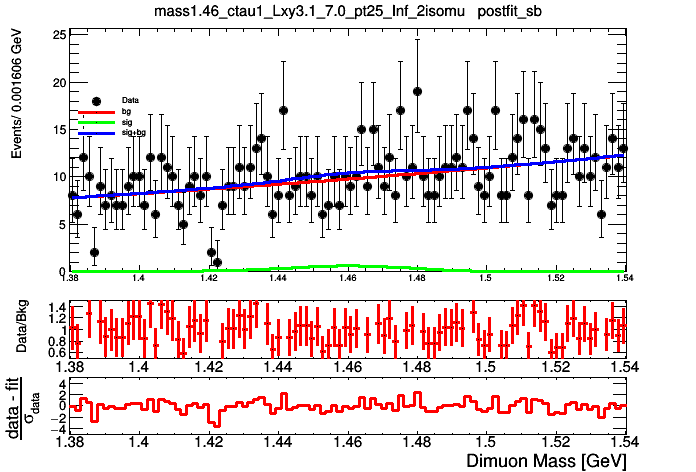 mass1.46_ctau1_Lxy3.1_7.0_pt25_Inf_2isomu postfit_sb
Events/ 0.001606 GeV
25
20
15
10
5
0
Data
bg
sig
sig+bg
1.38 1.4 1.42 1.44 1.46 1.48 1.5 1.52 1.54
Data/Bkg
1.4
1.2
1
0.8
0.6
1.38 1.4 1.42 1.44 1.46 1.48 1.5 1.52 1.54
data - fit
σdata
4
2
0
−2
−4
1.38 1.4 1.42 1.44 1.46 1.48 1.5 1.52 1.54
Dimuon Mass [GeV]